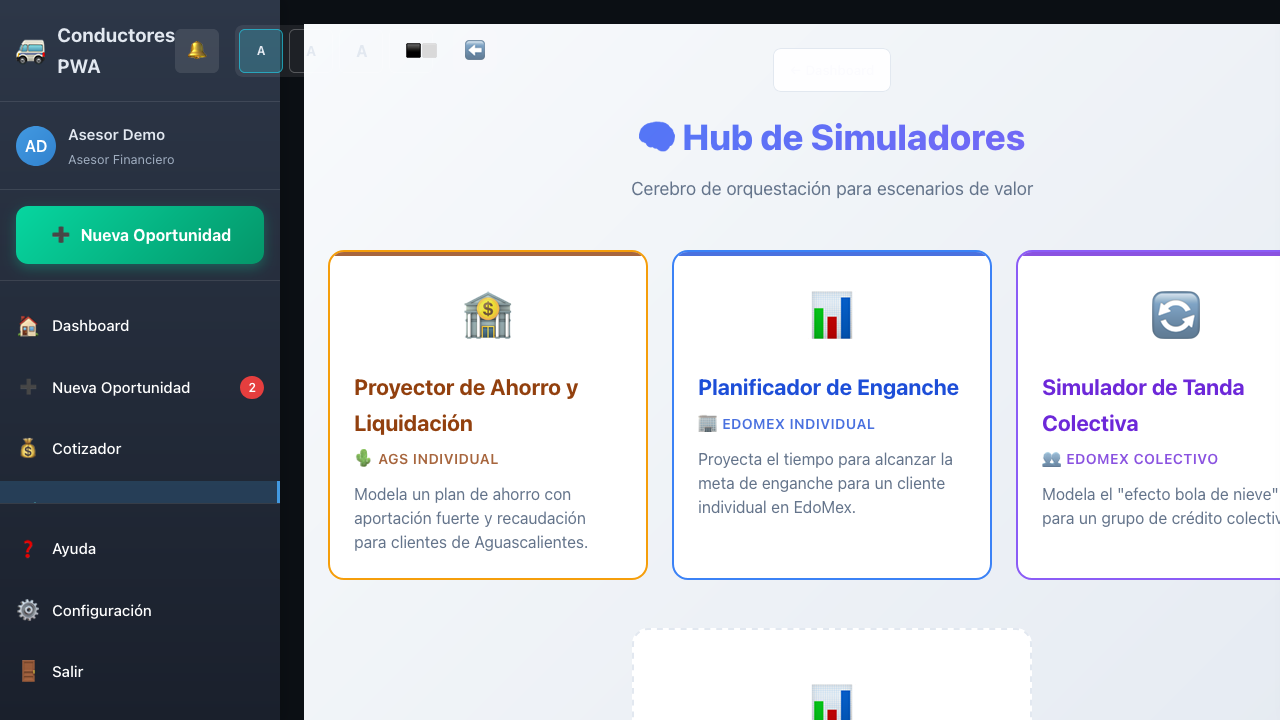 Conductores
PWA
A
A
A
AD
Asesor Demo
Asesor Financiero
Nueva Oportunidad
Dashboard
Nueva Oportunidad
2
Cotizador
Ayuda
Configuración
Salir
Hub de Simuladores
Cerebro de orquestación para escenarios de valor
Proyector de Ahorro y
Liquidación
AGS INDIVIDUAL
Modela un plan de ahorro con
aportación fuerte y recaudación
para clientes de Aguascalientes.
Planificador de Enganche
EDOMEX INDIVIDUAL
Proyecta el tiempo para alcanzar la
meta de enganche para un cliente
individual en EdoMex.
Simulador de Tanda
Colectiva
EDOMEX COLECTIVO
Modela el "efecto bola de nieve"
para un grupo de crédito